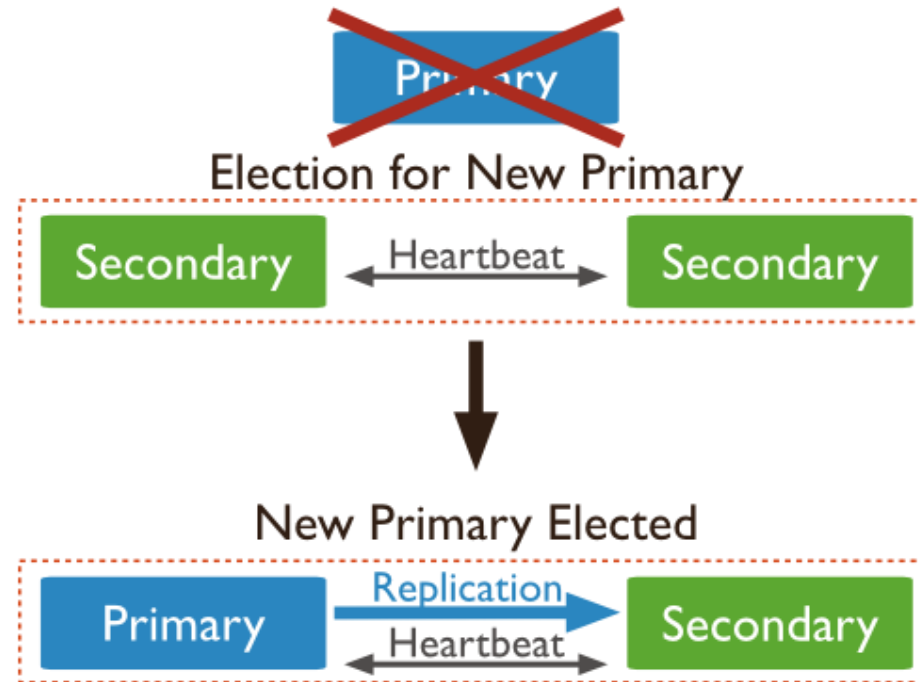 Primary
Election for New Primary
Secondary Heartbeat Secondary
New Primary Elected
Replication
Primary Secondary
Heartbeat